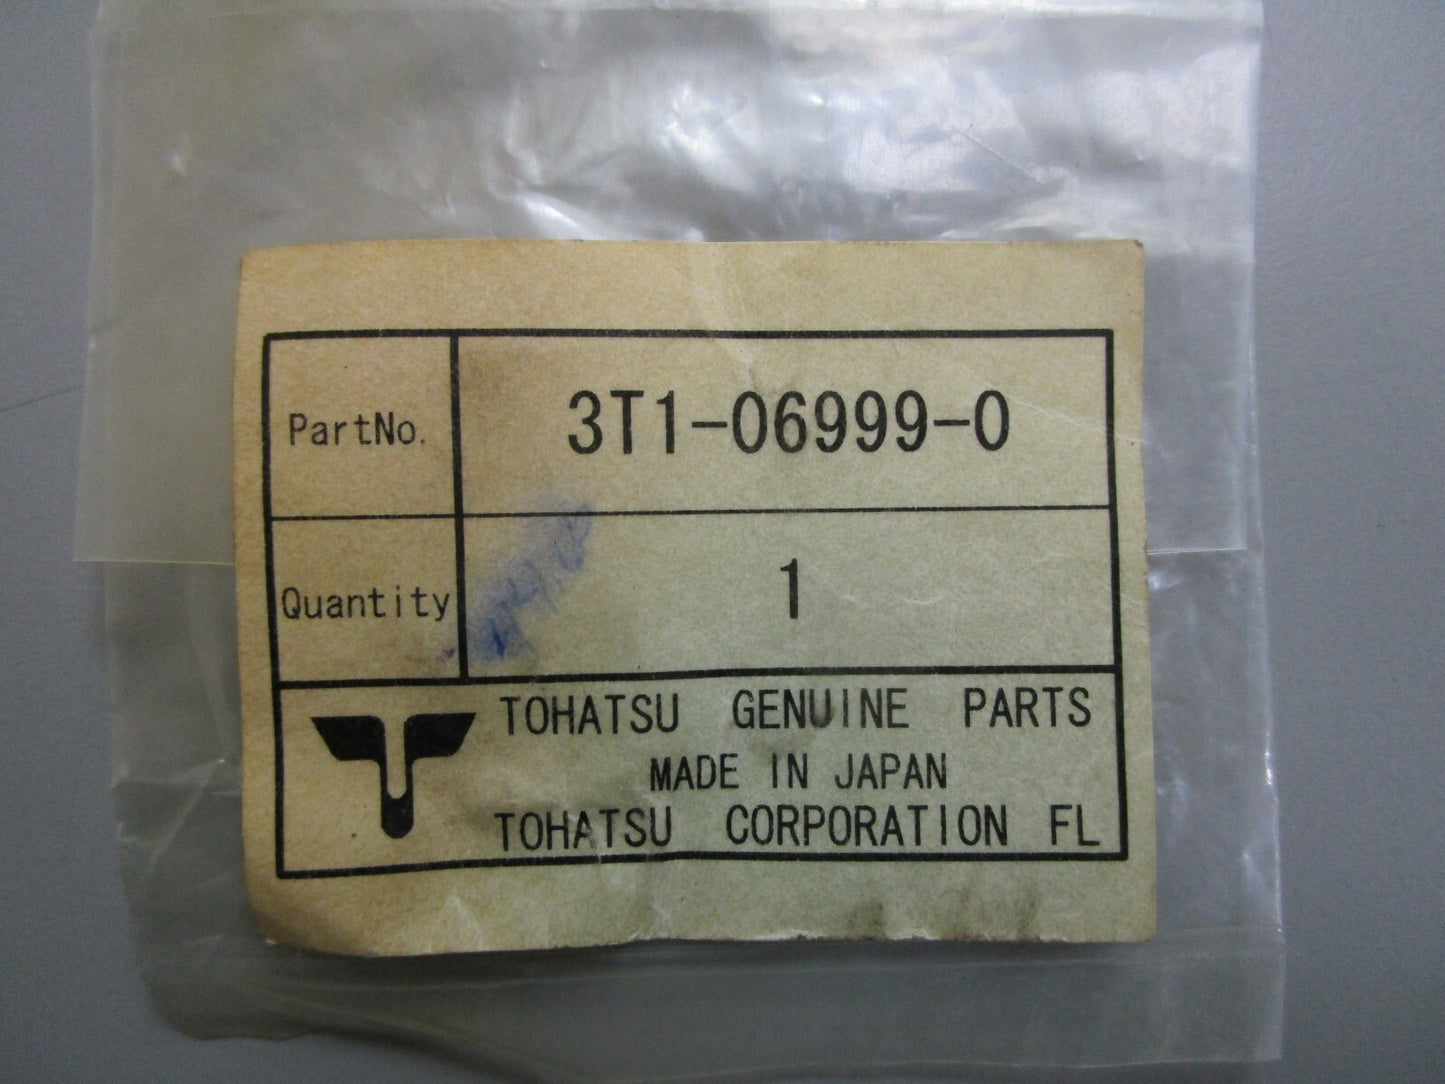 PartNo. 3T1-06999-0
Quantity 1
TOHATSU GENUINE PARTS
MADE IN JAPAN
TOHATSU CORPORATION FL